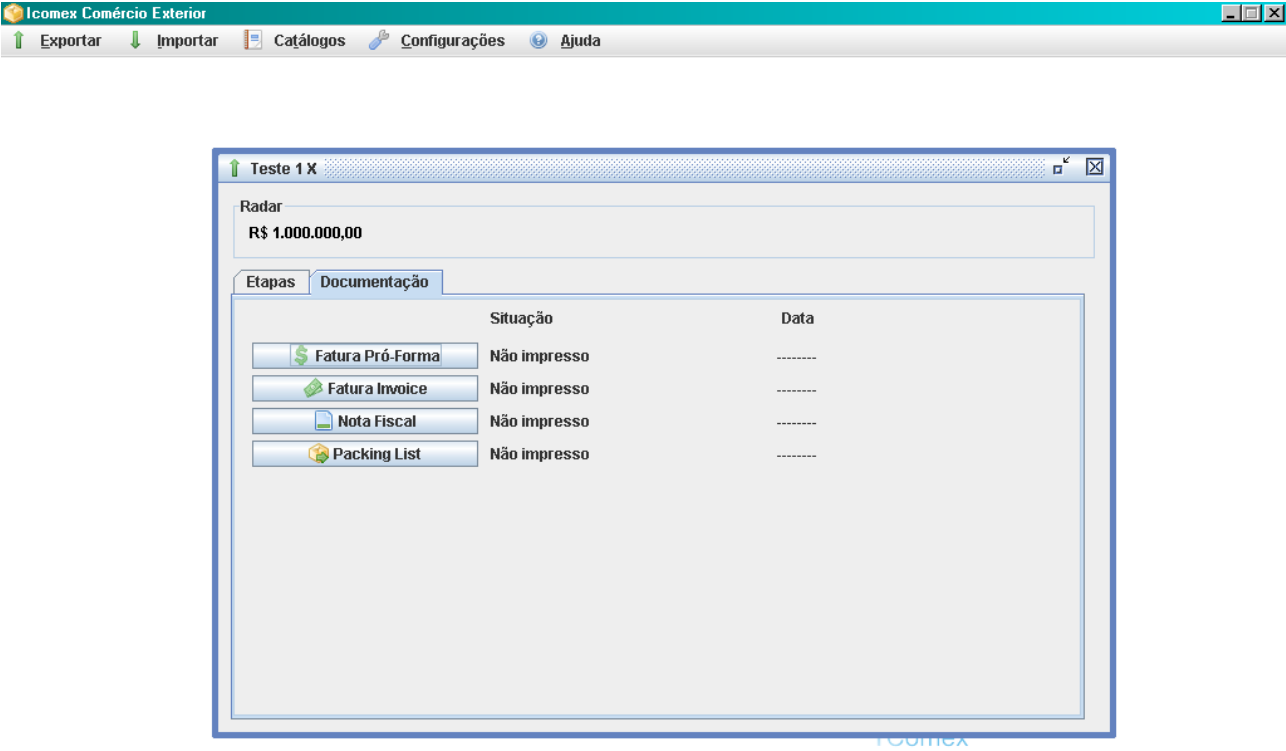 Icomex Comércio Exterior
Exportar Importar Catálogos Configurações Ajuda
Teste 1 X
Radar
R$ 1.000.000,00
Etapas Documentação
Situação Data
Fatura Pró-Forma Não impresso --------
Fatura Invoice Não impresso --------
Nota Fiscal Não impresso --------
Packing List Não impresso --------